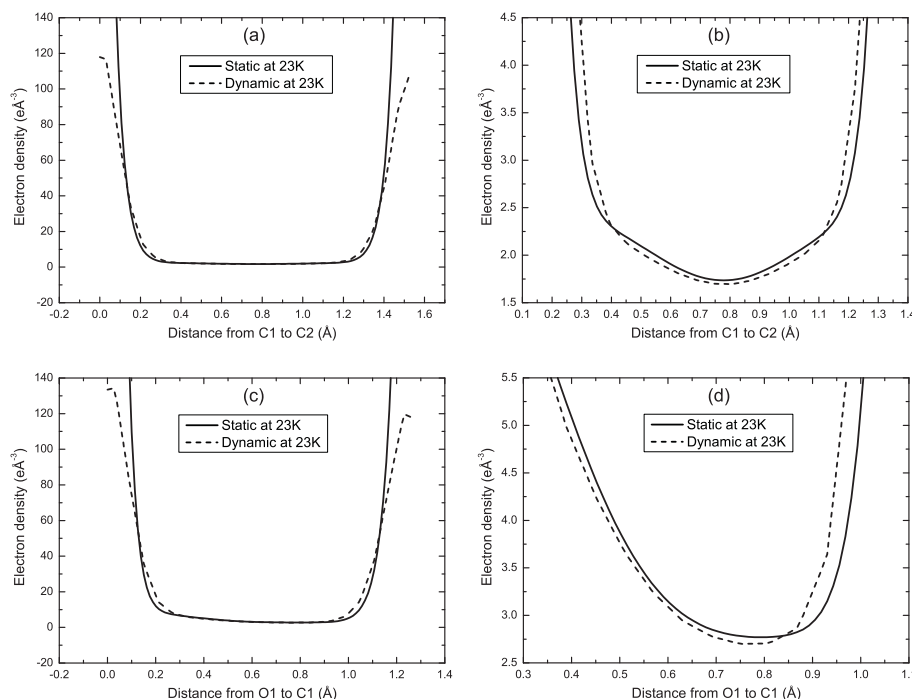 (a)
Static at 23K
Dynamic at 23K
Electron density (eÅ⁻³)
140
120
100
80
60
40
20
0
-20
-0.2 0.0 0.2 0.4 0.6 0.8 1.0 1.2 1.4 1.6
Distance from C1 to C2 (Å)
(b)
Static at 23K
Dynamic at 23K
Electron density (eÅ⁻³)
4.5
4.0
3.5
3.0
2.5
2.0
1.5
0.1 0.2 0.3 0.4 0.5 0.6 0.7 0.8 0.9 1.0 1.1 1.2 1.3 1.4
Distance from C1 to C2 (Å)
(c)
Static at 23K
Dynamic at 23K
Electron density (eÅ⁻³)
140
120
100
80
60
40
20
0
-20
-0.2 0.0 0.2 0.4 0.6 0.8 1.0 1.2 1.4
Distance from O1 to C1 (Å)
(d)
Static at 23K
Dynamic at 23K
Electron density (eÅ⁻³)
5.5
5.0
4.5
4.0
3.5
3.0
2.5
0.3 0.4 0.5 0.6 0.7 0.8 0.9 1.0 1.1
Distance from O1 to C1 (Å)